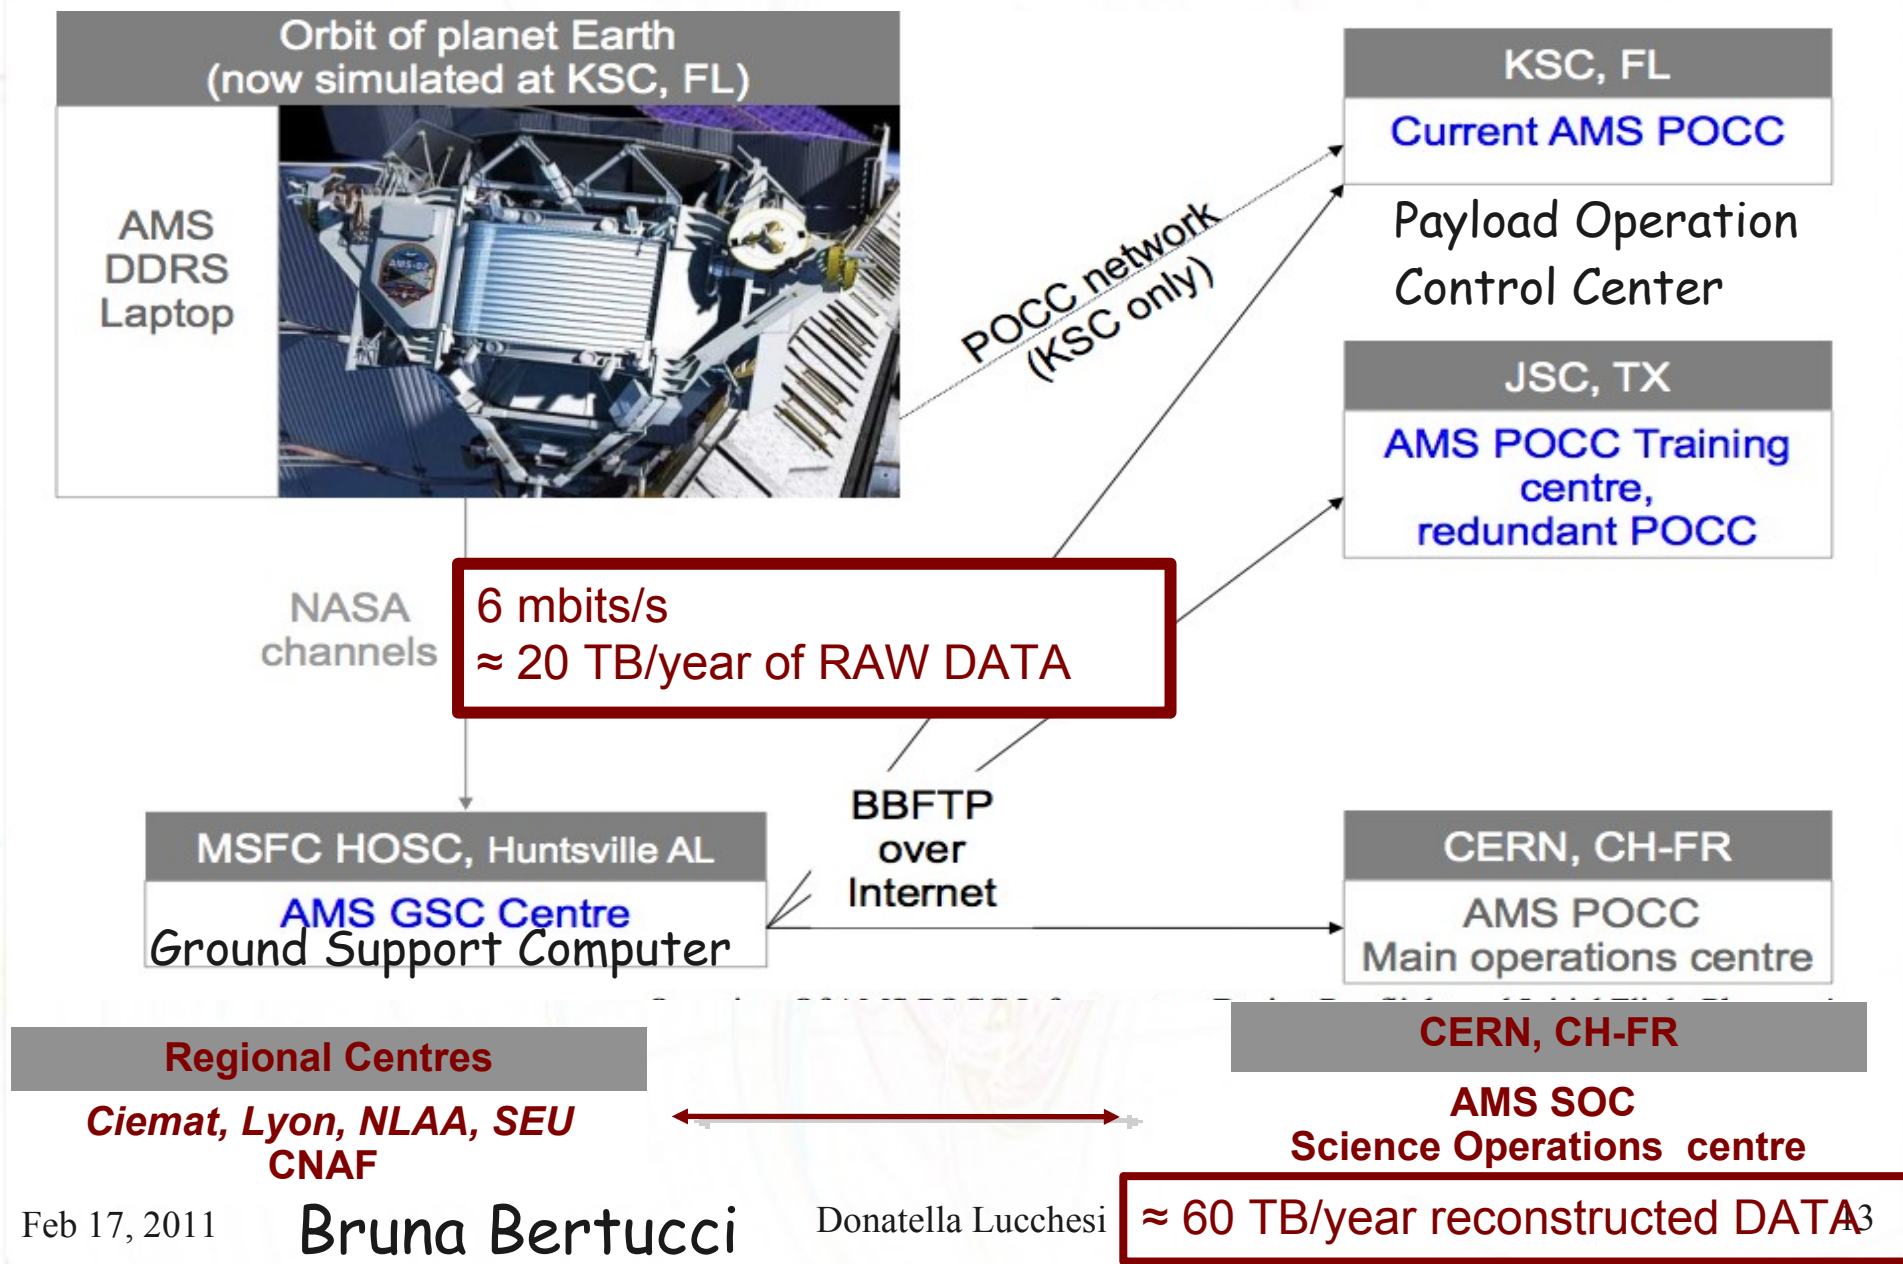 Orbit of planet Earth
(now simulated at KSC, FL)
AMS
DDRS
Laptop
AMS-02
KSC, FL
Current AMS POCC
Payload Operation
Control Center
POCC network
(KSC only)
JSC, TX
AMS POCC Training
centre,
redundant POCC
NASA
channels
6 mbits/s
≈ 20 TB/year of RAW DATA
BBFTP
over
Internet
MSFC HOSC, Huntsville AL
AMS GSC Centre
Ground Support Computer
CERN, CH-FR
AMS POCC
Main operations centre
Regional Centres
Ciemat, Lyon, NLAA, SEU
CNAF
CERN, CH-FR
AMS SOC
Science Operations centre
≈ 60 TB/year reconstructed DATA
Feb 17, 2011
Bruna Bertucci
Donatella Lucchesi
13